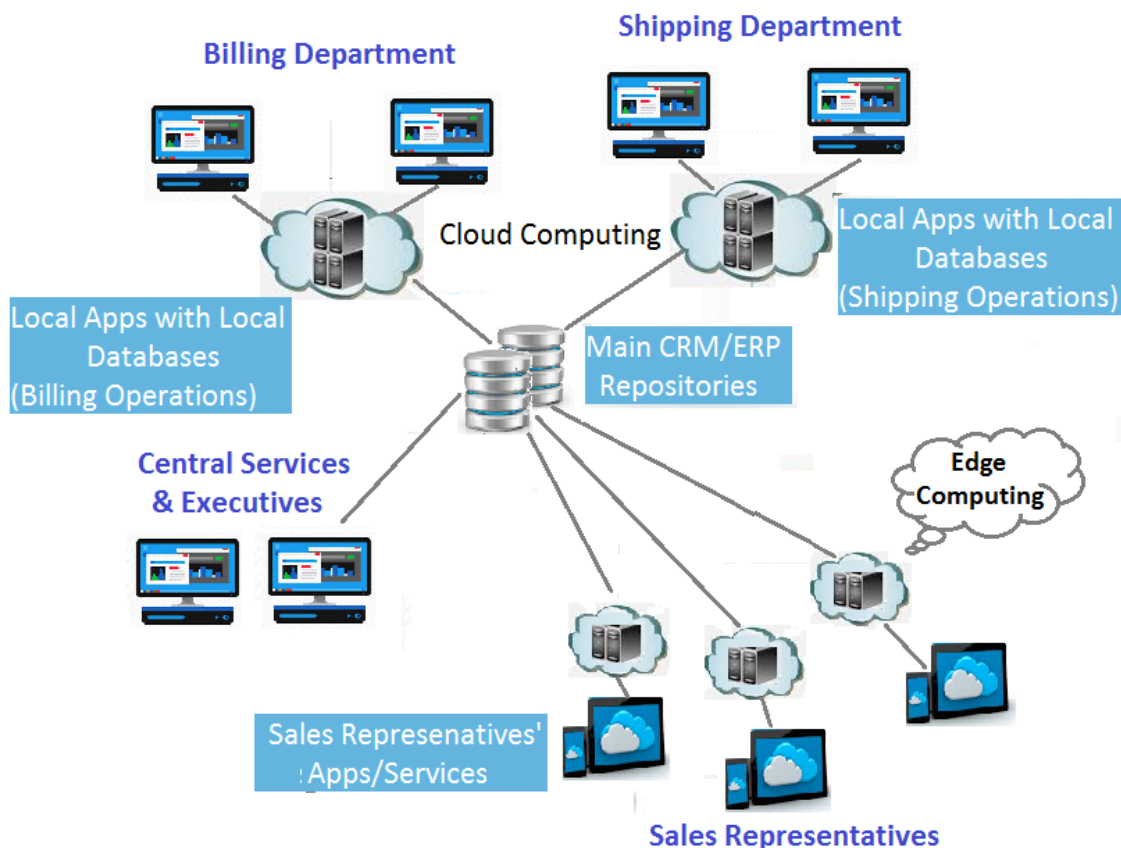 Shipping Department
Billing Department
Cloud Computing
Local Apps with Local
Databases
(Shipping Operations)
Local Apps with Local
Databases
(Billing Operations)
Main CRM/ERP
Repositories
Central Services
& Executives
Edge
Computing
Sales Represenatives'
: Apps/Services
Sales Representatives